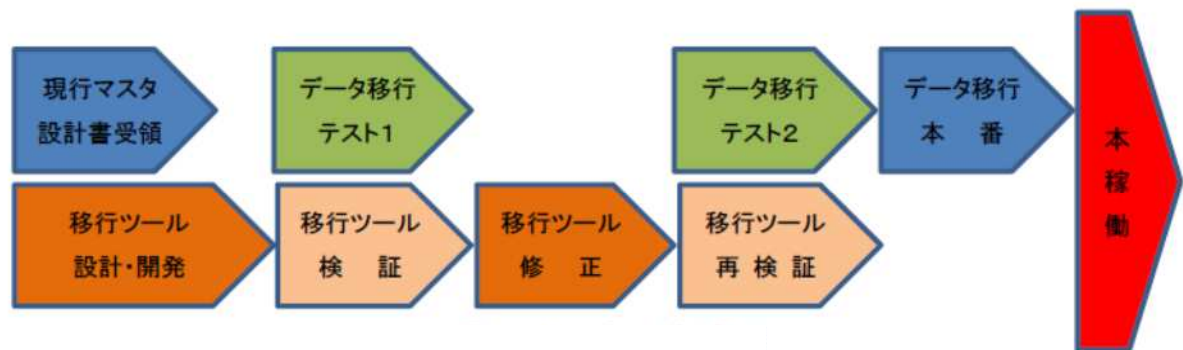 現行マスタ
設計書受領
データ移行
テスト1
データ移行
テスト2
データ移行
本　番
本
稼
働
移行ツール
設計・開発
移行ツール
検　証
移行ツール
修　正
移行ツール
再 検 証